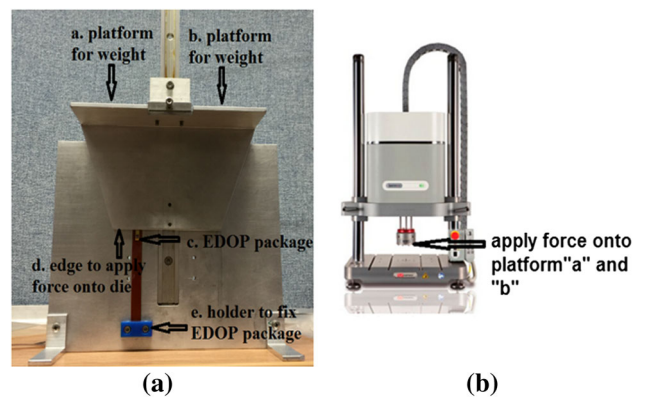 a. platform
for weight
b. platform
for weight
c. EDOP package
d. edge to apply
force onto die
e. holder to fix
EDOP package
apply force onto
platform"a" and
"b"
(a)
(b)